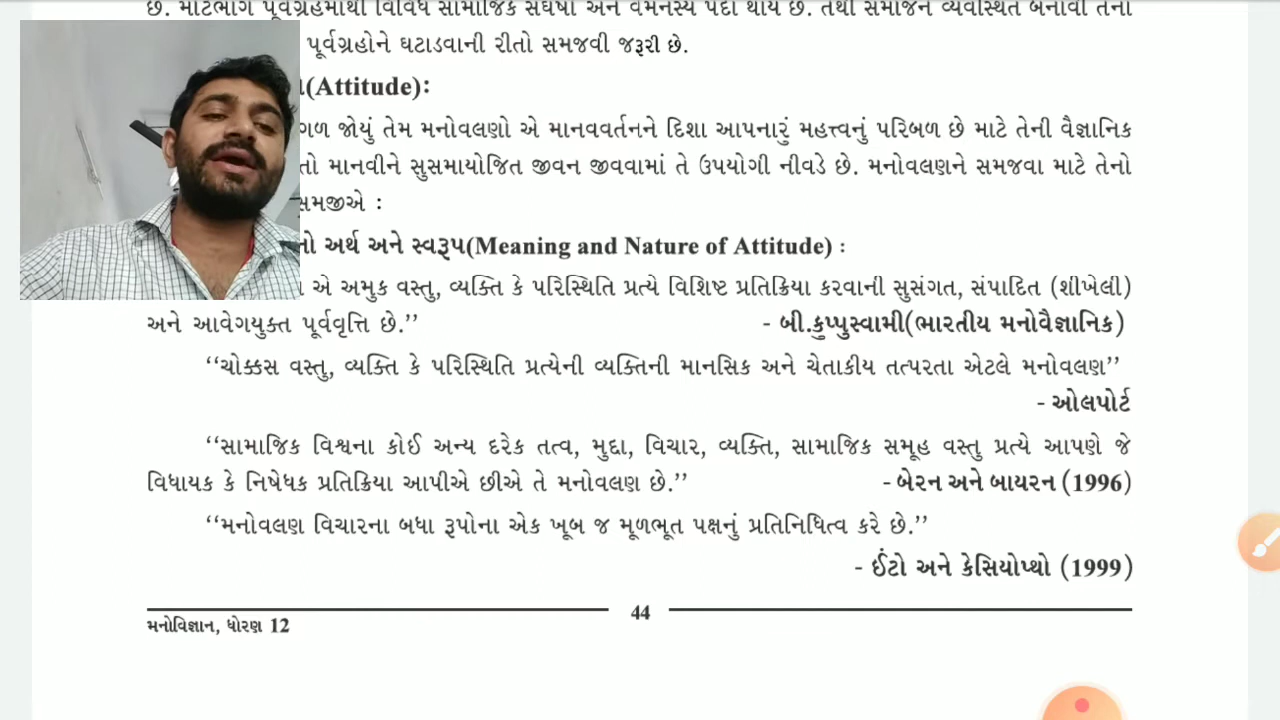 છે. માટેભાગે પૂર્વગ્રહમાંથી વિવિધ સામાજિક સંઘર્ષો અને વૈમનસ્ય પેદા થાય છે. તેથી સમાજને વ્યવસ્થિત બનાવી તેના
પૂર્વગ્રહોને ઘટાડવાની રીતો સમજવી જરૂરી છે.
(Attitude):
જોયું તેમ મનોવલણો એ માનવવર્તનને દિશા આપનારું મહત્ત્વનું પરિબળ છે માટે તેની વૈજ્ઞાનિક
તો માનવીને સુસમાયોજિત જીવન જીવવામાં તે ઉપયોગી નીવડે છે. મનોવલણને સમજવા માટે તેનો
સમજીએ :
નો અર્થ અને સ્વરૂપ(Meaning and Nature of Attitude) :
એ અમુક વસ્તુ, વ્યક્તિ કે પરિસ્થિતિ પ્રત્યે વિશિષ્ટ પ્રતિક્રિયા કરવાની સુસંગત, સંપાદિત (શીખેલી)
અને આવેગયુક્ત પૂર્વવૃત્તિ છે.’’ - બી.કુપ્પુસ્વામી(ભારતીય મનોવૈજ્ઞાનિક)
‘‘ચોક્કસ વસ્તુ, વ્યક્તિ કે પરિસ્થિતિ પ્રત્યેની વ્યક્તિની માનસિક અને ચેતાકીય તત્પરતા એટલે મનોવલણ’’
- ઓલપોર્ટ
‘‘સામાજિક વિશ્વના કોઈ અન્ય દરેક તત્વ, મુદ્દા, વિચાર, વ્યક્તિ, સામાજિક સમૂહ વસ્તુ પ્રત્યે આપણે જે
વિધાયક કે નિષેધક પ્રતિક્રિયા આપીએ છીએ તે મનોવલણ છે.’’ - બેરન અને બાયરન (1996)
‘‘મનોવલણ વિચારના બધા રૂપોના એક ખૂબ જ મૂળભૂત પક્ષનું પ્રતિનિધિત્વ કરે છે.’’
- ઈંટો અને કેસિયોપ્થો (1999)
44
મનોવિજ્ઞાન, ધોરણ 12